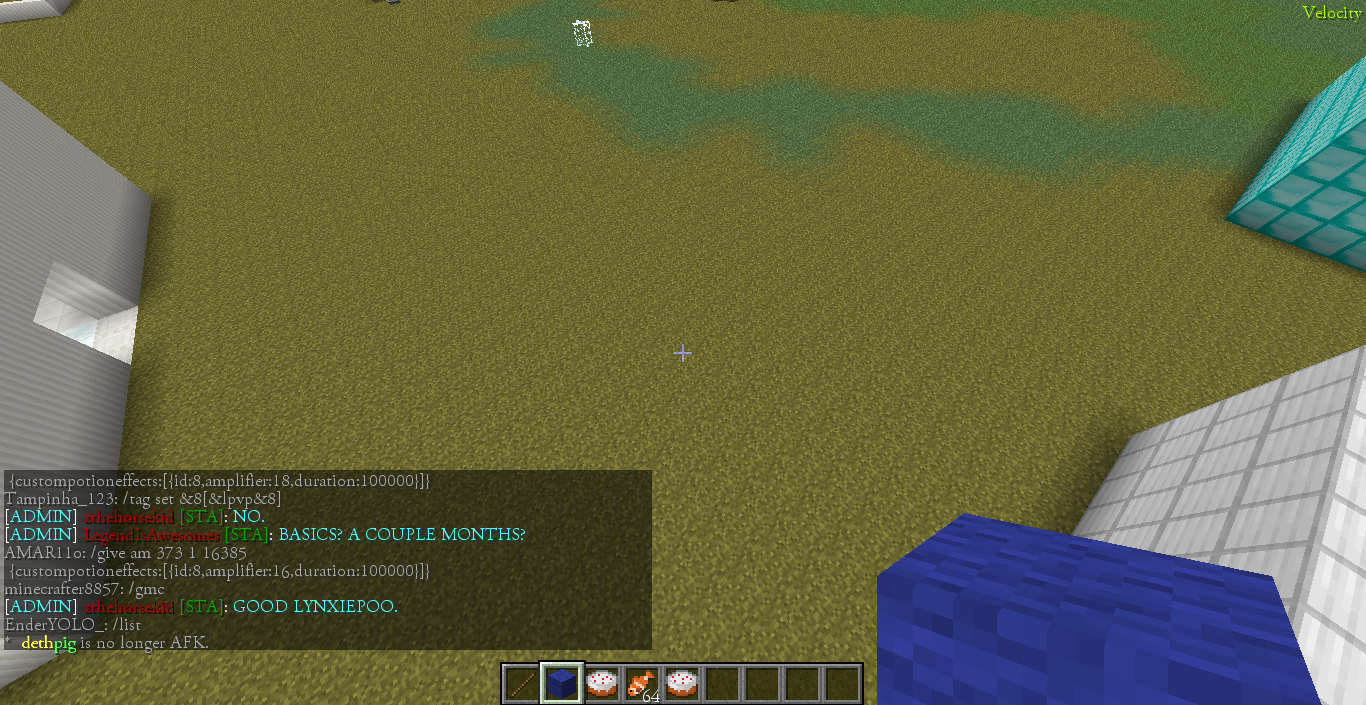 Velocity
{custompotioneffects:[{id:8,amplifier:18,duration:100000}]}
Tampinha_123: /tag set &8[&lpvp&8]
[ADMIN] [STA]: NO.
[ADMIN] LegendIsAwesomes [STA]: BASICS? A COUPLE MONTHS?
AMAR11o: /give am 373 1 16385
{custompotioneffects:[{id:8,amplifier:16,duration:100000}]}
minecrafter8857: /gmc
[ADMIN] [STA]: GOOD LYNXIEPOO.
EnderYOLO_: /list
* dethpig is no longer AFK.
64